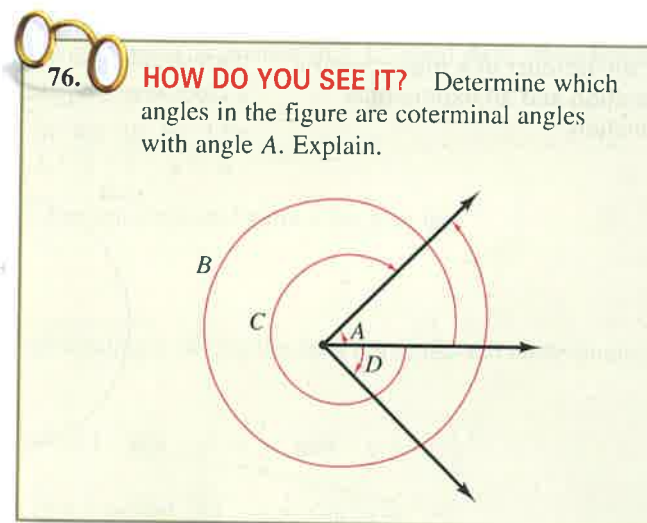 76. HOW DO YOU SEE IT? Determine which
angles in the figure are coterminal angles
with angle A. Explain.
B
C
A
D